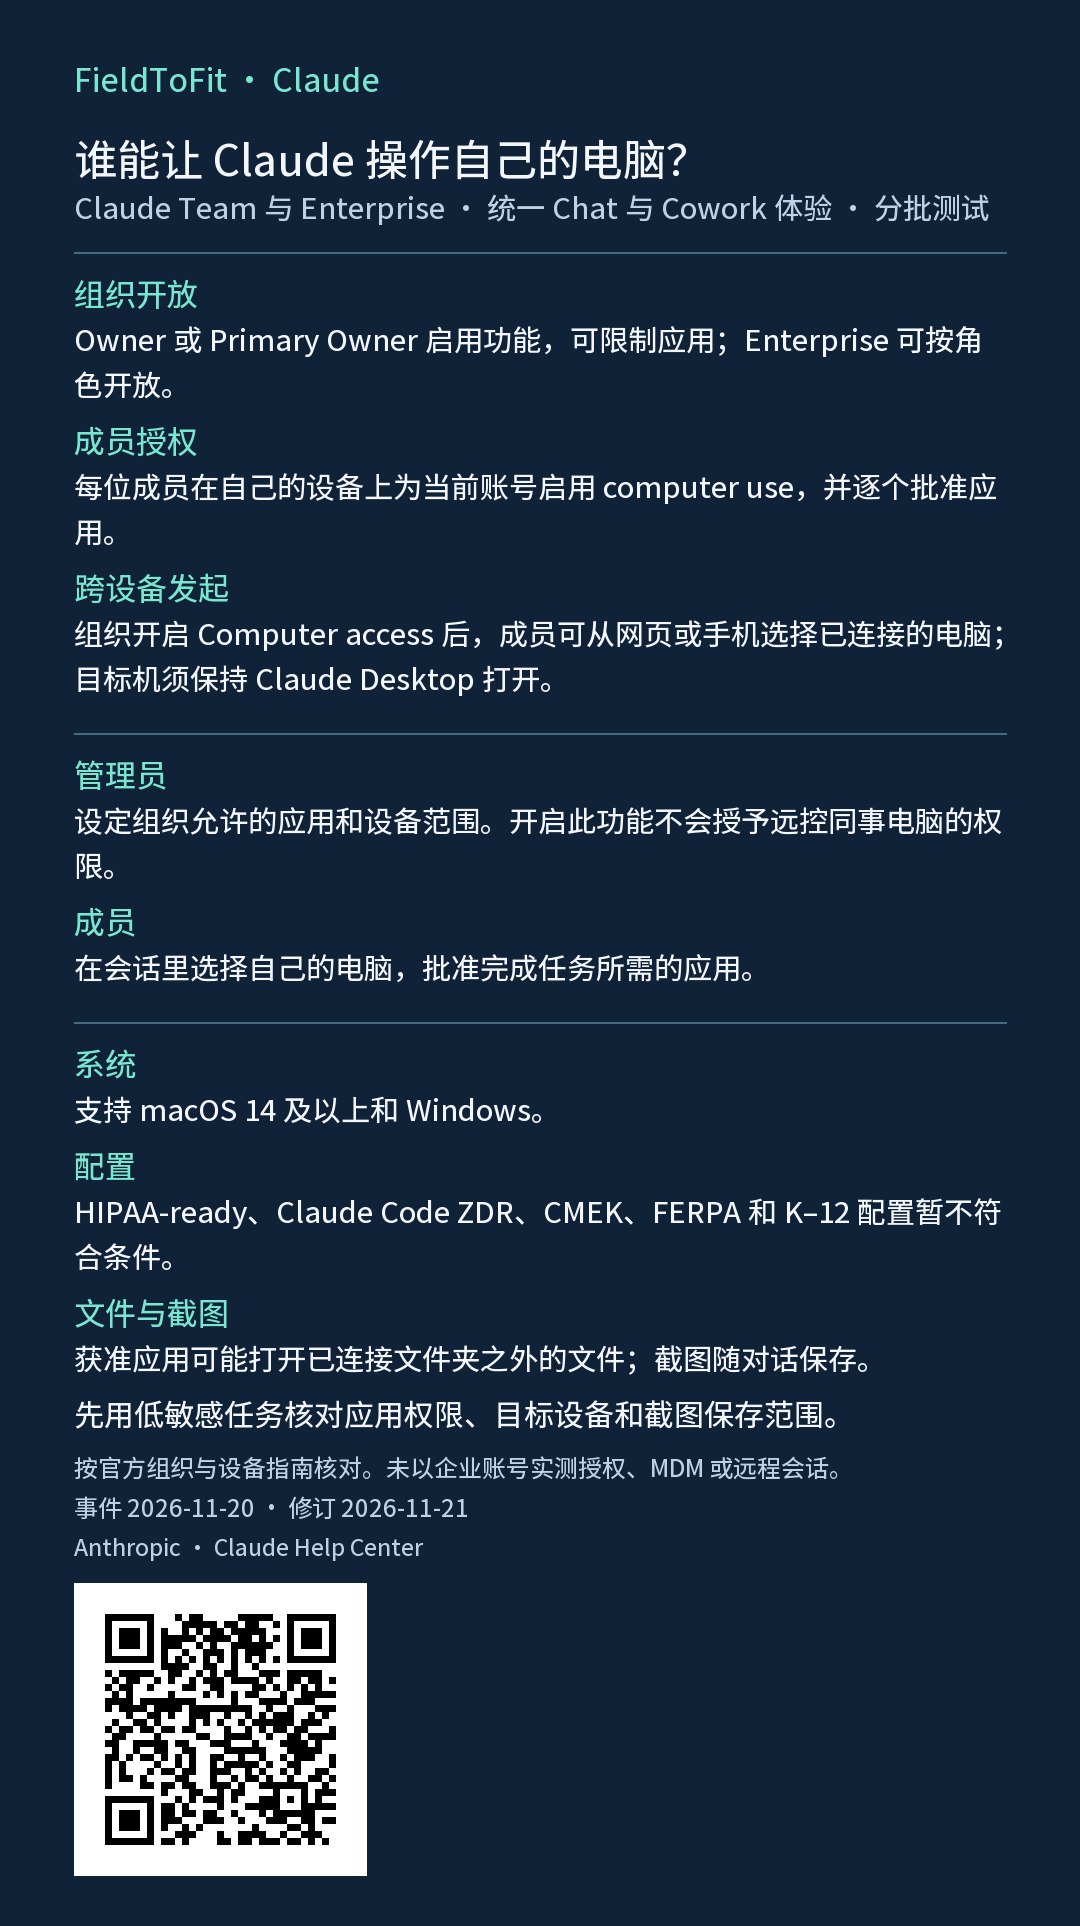 FieldToFit · Claude
谁能让 Claude 操作自己的电脑？
Claude Team 与 Enterprise · 统一 Chat 与 Cowork 体验 · 分批测试
组织开放
Owner 或 Primary Owner 启用功能，可限制应用；Enterprise 可按角
色开放。
成员授权
每位成员在自己的设备上为当前账号启用 computer use，并逐个批准应
用。
跨设备发起
组织开启 Computer access 后，成员可从网页或手机选择已连接的电脑；
目标机须保持 Claude Desktop 打开。
管理员
设定组织允许的应用和设备范围。开启此功能不会授予远控同事电脑的权
限。
成员
在会话里选择自己的电脑，批准完成任务所需的应用。
系统
支持 macOS 14 及以上和 Windows。
配置
HIPAA-ready、Claude Code ZDR、CMEK、FERPA 和 K–12 配置暂不符
合条件。
文件与截图
获准应用可能打开已连接文件夹之外的文件；截图随对话保存。
先用低敏感任务核对应用权限、目标设备和截图保存范围。
按官方组织与设备指南核对。未以企业账号实测授权、MDM 或远程会话。
事件 2026-11-20 · 修订 2026-11-21
Anthropic · Claude Help Center